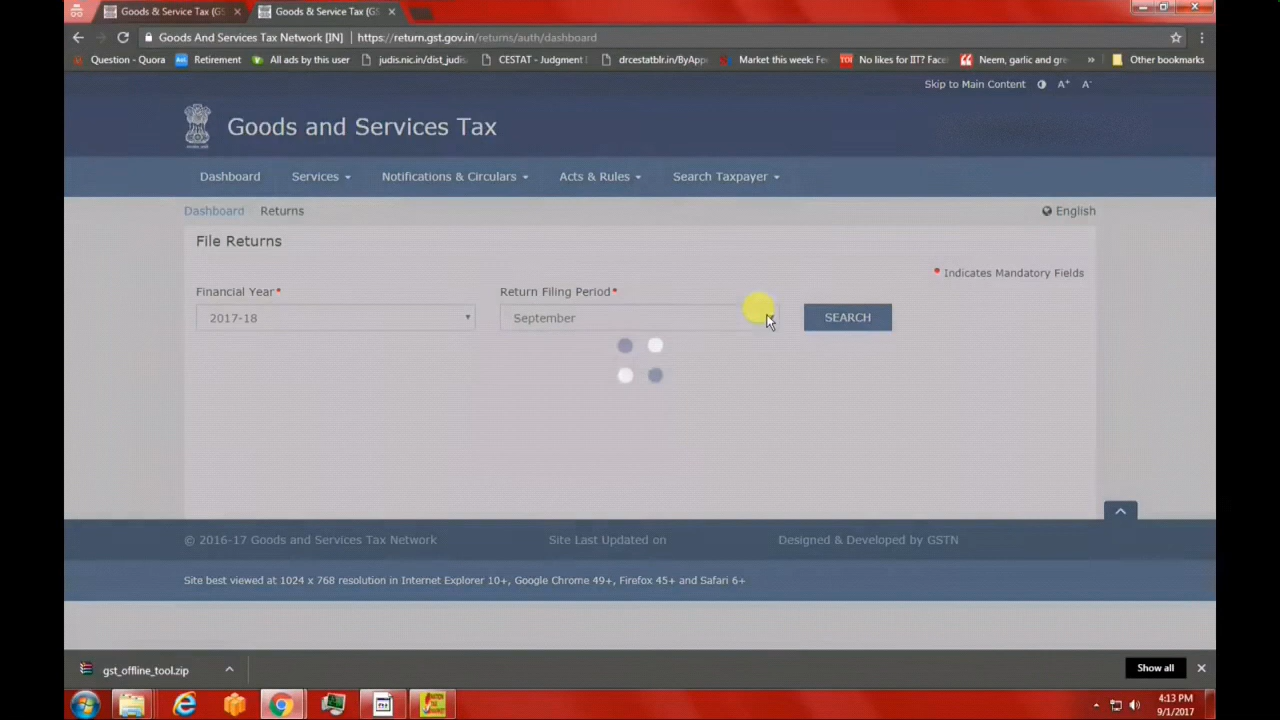 Goods & Service Tax (GS
Goods & Service Tax (GS
Goods And Services Tax Network [IN] | https://return.gst.gov.in/returns/auth/dashboard
Question - Quora
Retirement
All ads by this user
judis.nic.in/dist_judis
CESTAT - Judgment
drcestatblr.in/ByApp
Market this week: Fe
TOI No likes for IIT? Face
Neem, garlic and gre
» Other bookmarks
Skip to Main Content A+ A-
Goods and Services Tax
Dashboard Services Notifications & Circulars Acts & Rules Search Taxpayer
Dashboard Returns English
File Returns
• Indicates Mandatory Fields
Financial Year• Return Filing Period•
2017-18 September SEARCH
© 2016-17 Goods and Services Tax Network Site Last Updated on Designed & Developed by GSTN
Site best viewed at 1024 x 768 resolution in Internet Explorer 10+, Google Chrome 49+, Firefox 45+ and Safari 6+
gst_offline_tool.zip Show all
4:13 PM
9/1/2017